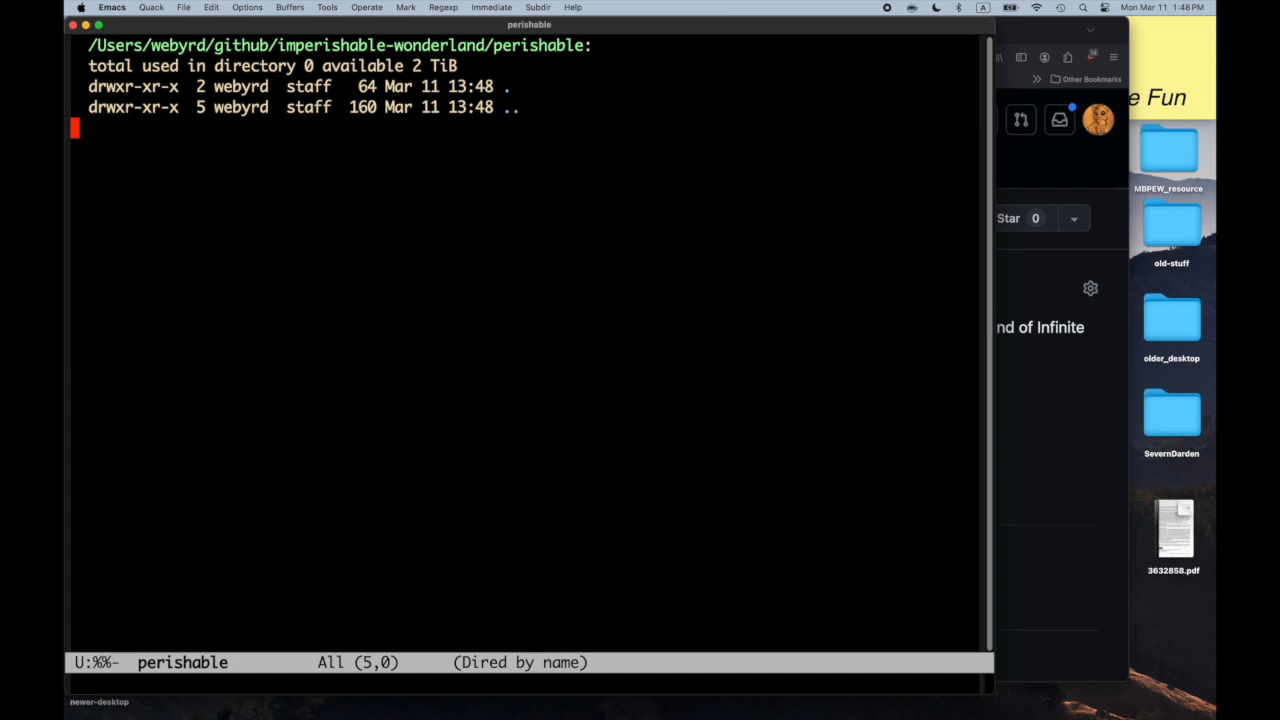 Emacs Quack File Edit Options Buffers Tools Operate Mark Regexp Immediate Subdir Help A Mon Mar 11 1:48 PM
perishable
/Users/webyrd/github/imperishable-wonderland/perishable:
total used in directory 0 available 2 TiB
drwxr-xr-x 2 webyrd staff 64 Mar 11 13:48 .
drwxr-xr-x 5 webyrd staff 160 Mar 11 13:48 ..
Other Bookmarks
e Fun
MBPEW_resource
Star 0
old-stuff
nd of Infinite
older_desktop
SevernDarden
3632858.pdf
U:%%- perishable All (5,0) (Dired by name)
newer-desktop